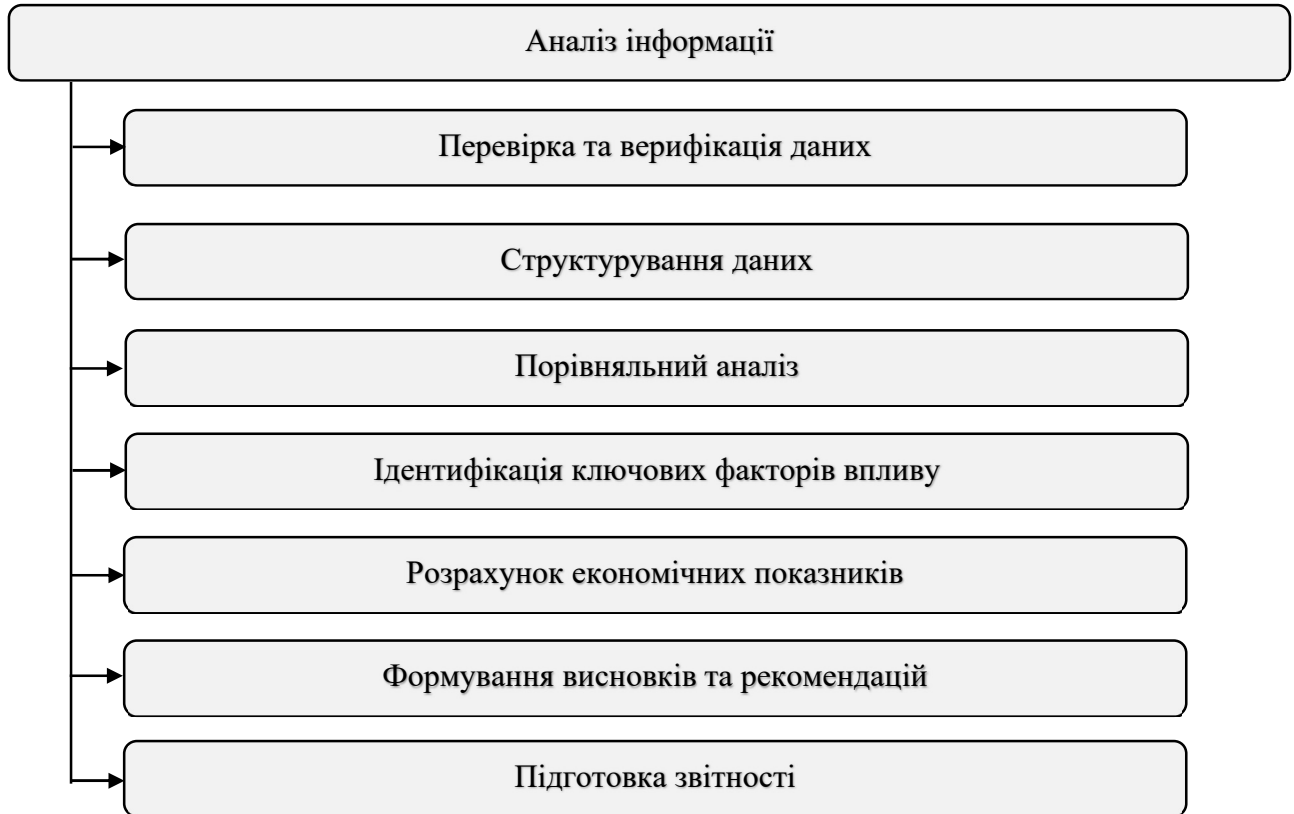 Аналіз інформації
Перевірка та верифікація даних
Структурування даних
Порівняльний аналіз
Ідентифікація ключових факторів впливу
Розрахунок економічних показників
Формування висновків та рекомендацій
Підготовка звітності